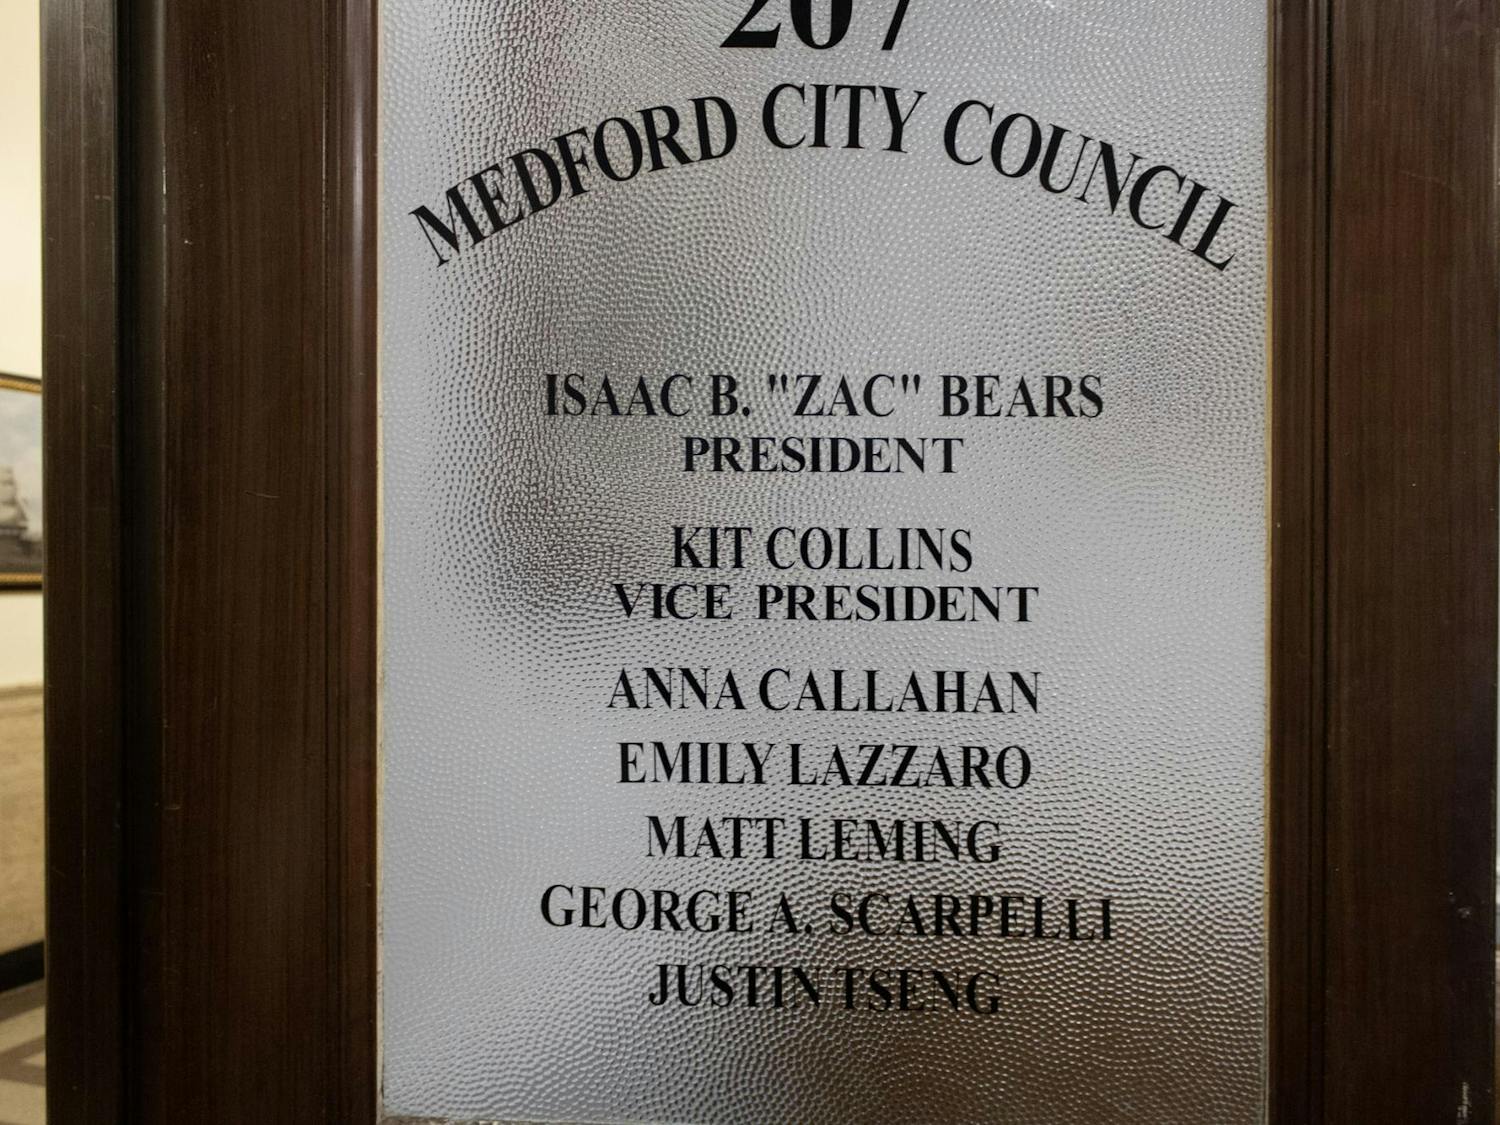 207
MEDFORD CITY COUNCIL
ISAAC B. "ZAC" BEARS
PRESIDENT
KIT COLLINS
VICE PRESIDENT
ANNA CALLAHAN
EMILY LAZZARO
MATT LEMING
GEORGE A. SCARPELLI
JUSTIN TSENG